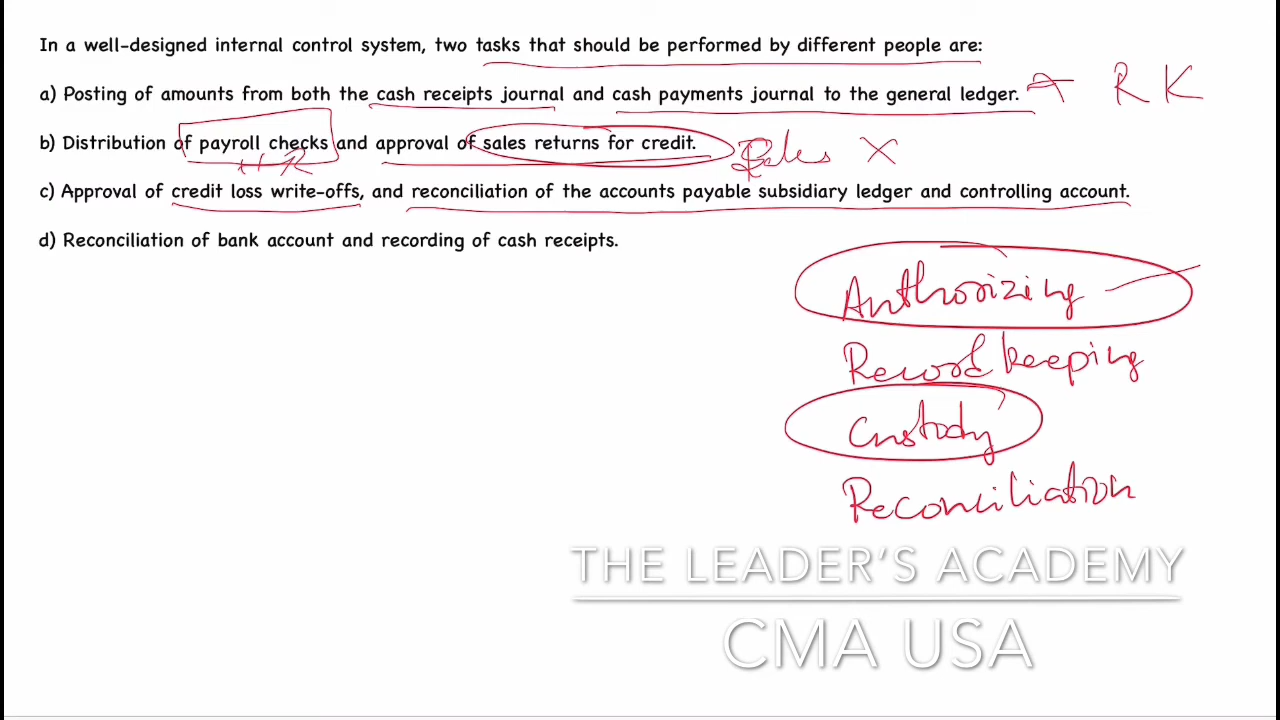 In a well-designed internal control system, two tasks that should be performed by different people are:
a) Posting of amounts from both the cash receipts journal and cash payments journal to the general ledger. A R K
b) Distribution of payroll checks and approval of sales returns for credit. Sales X
HR
c) Approval of credit loss write-offs, and reconciliation of the accounts payable subsidiary ledger and controlling account.
d) Reconciliation of bank account and recording of cash receipts.
Authorizing
Record keeping
Custody
Reconciliation
THE LEADER'S ACADEMY
CMA USA